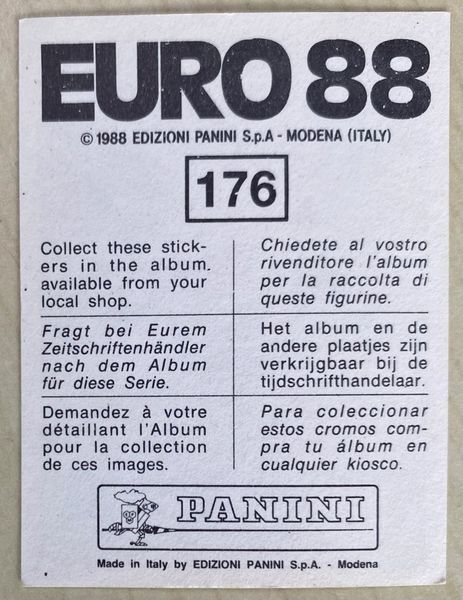 EURO 88
© 1988 EDIZIONI PANINI S.p.A - MODENA (ITALY)
176
Collect these stick-
ers in the album.
available from your
local shop.
Chiedete al vostro
rivenditore l'album
per la raccolta di
queste figurine.
Fragt bei Eurem
Zeitschriftenhändler
nach dem Album
für diese Serie.
Het album en de
andere plaatjes zijn
verkrijgbaar bij de
tijdschrifthandelaar.
Demandez à votre
détaillant l'Album
pour la collection
de ces images.
Para coleccionar
estos cromos com-
pra tu álbum en
cualquier kiosco.
PANINI
Made in Italy by EDIZIONI PANINI S.p.A. - Modena